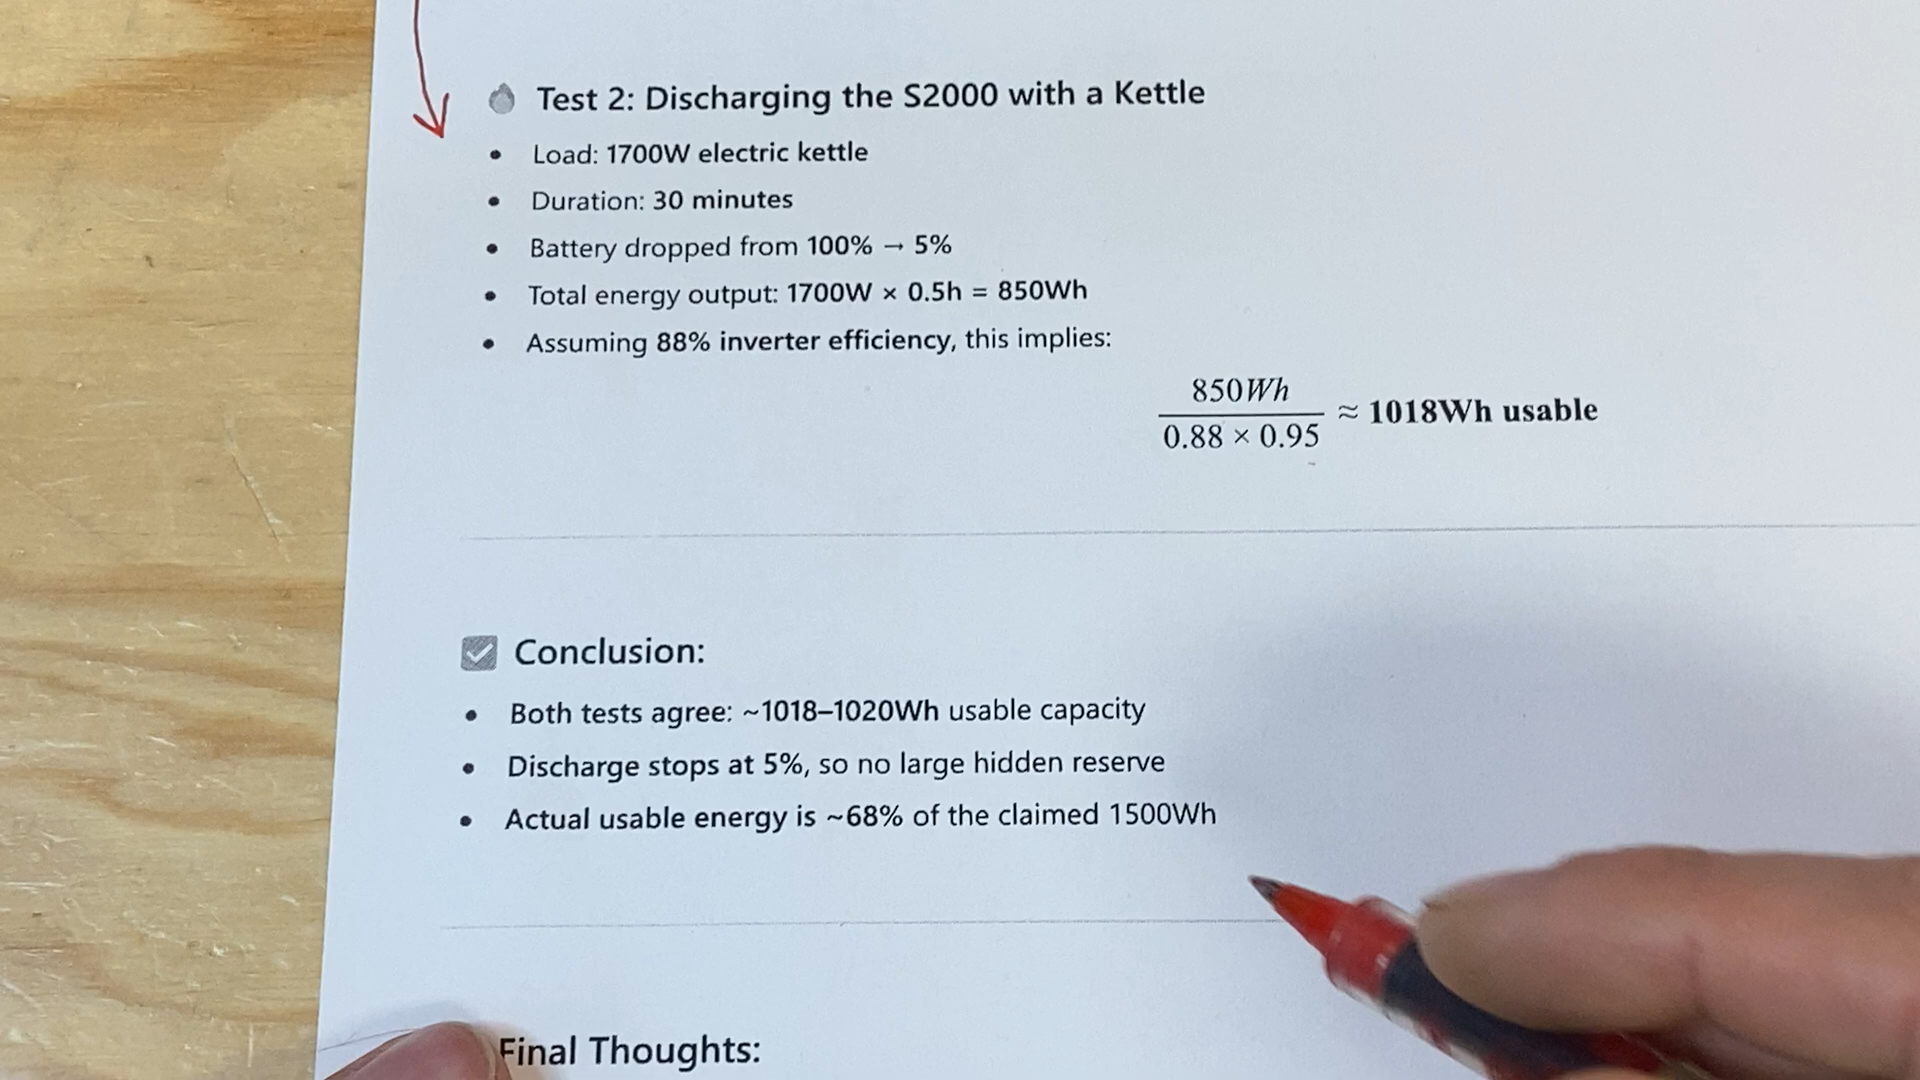 Test 2: Discharging the S2000 with a Kettle
• Load: 1700W electric kettle
• Duration: 30 minutes
• Battery dropped from 100% → 5%
• Total energy output: 1700W × 0.5h = 850Wh
• Assuming 88% inverter efficiency, this implies:
850Wh
0.88 × 0.95
≈ 1018Wh usable
Conclusion:
• Both tests agree: ~1018–1020Wh usable capacity
• Discharge stops at 5%, so no large hidden reserve
• Actual usable energy is ~68% of the claimed 1500Wh
Final Thoughts: